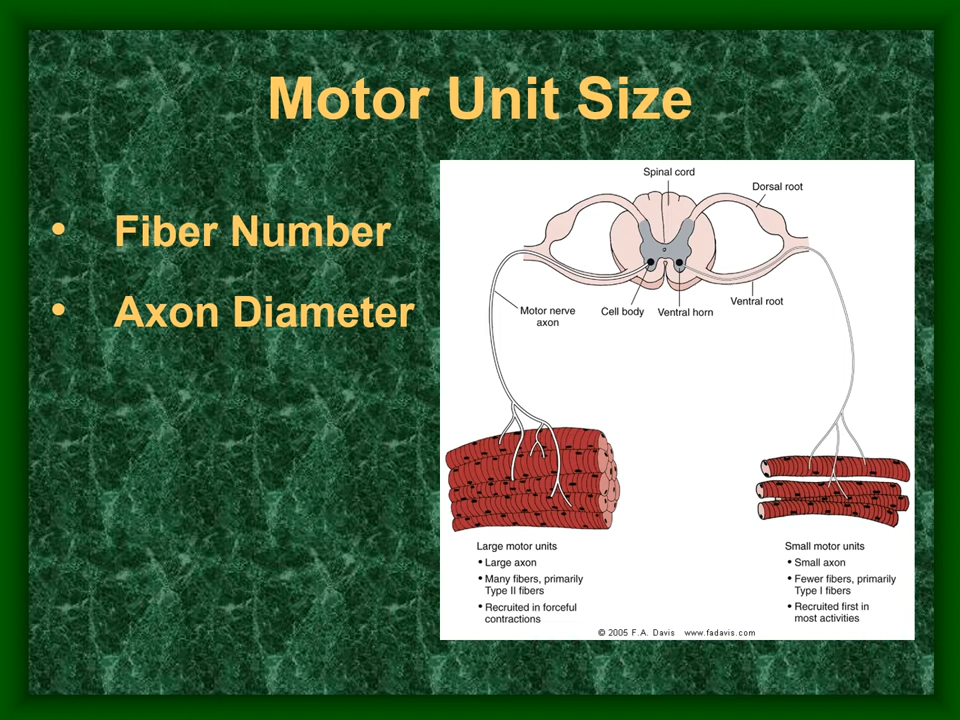 Motor Unit Size
• Fiber Number
• Axon Diameter
Spinal cord
Dorsal root
Motor nerve
axon
Cell body
Ventral horn
Ventral root
Large motor units
• Large axon
• Many fibers, primarily
Type II fibers
• Recruited in forceful
contractions
Small motor units
• Small axon
• Fewer fibers, primarily
Type I fibers
• Recruited first in
most activities
© 2005 F.A. Davis www.fadavis.com